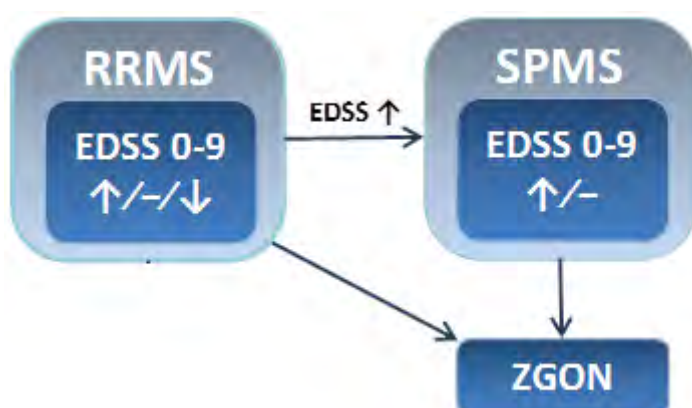 RRMS
EDSS 0-9
↑/–/↓
EDSS ↑
SPMS
EDSS 0-9
↑/–
ZGON